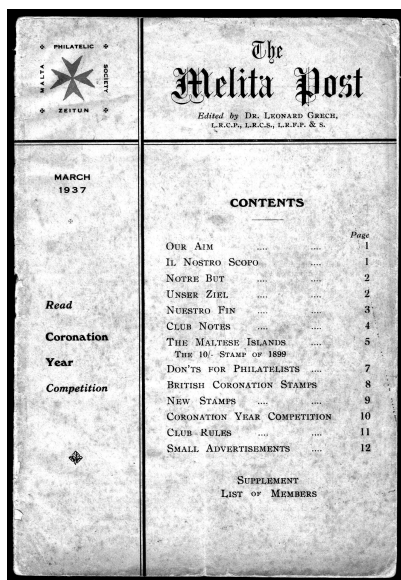 PHILATELIC
MALTA
SOCIETY
ZEITUN
The
Melita Post
Edited by DR. LEONARD GRECH,
L.R.C.P., L.R.C.S., L.R.F.P. & S.
MARCH
1937
CONTENTS
Page
OUR AIM .... .... 1
IL NOSTRO SCOPO .... 1
NOTRE BUT .... .... 2
UNSER ZIEL .... .... 2
NUESTRO FIN .... .... 3
CLUB NOTES .... .... 4
THE MALTESE ISLANDS .... 5
THE 10/- STAMP OF 1899
DON'TS FOR PHILATELISTS .... 7
BRITISH CORONATION STAMPS 8
NEW STAMPS .... .... 9
CORONATION YEAR COMPETITION 10
CLUB RULES .... .... 11
SMALL ADVERTISEMENTS .... 12
SUPPLEMENT
LIST OF MEMBERS
Read
Coronation
Year
Competition